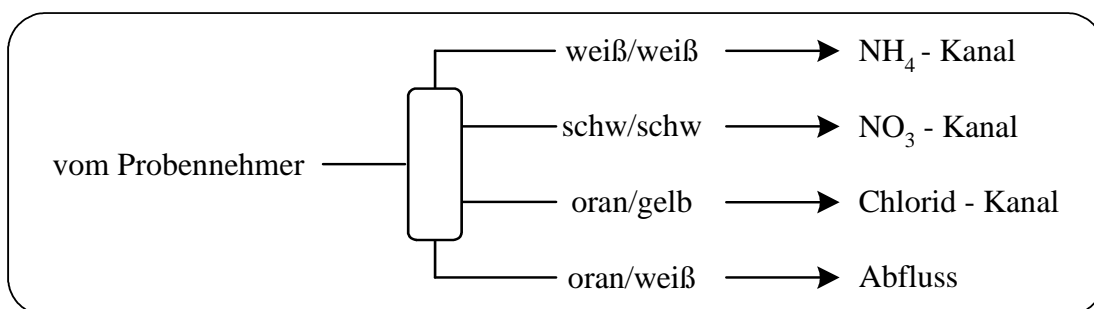 weiß/weiß NH4 - Kanal
schw/schw NO3 - Kanal
vom Probennehmer
oran/gelb Chlorid - Kanal
oran/weiß Abfluss